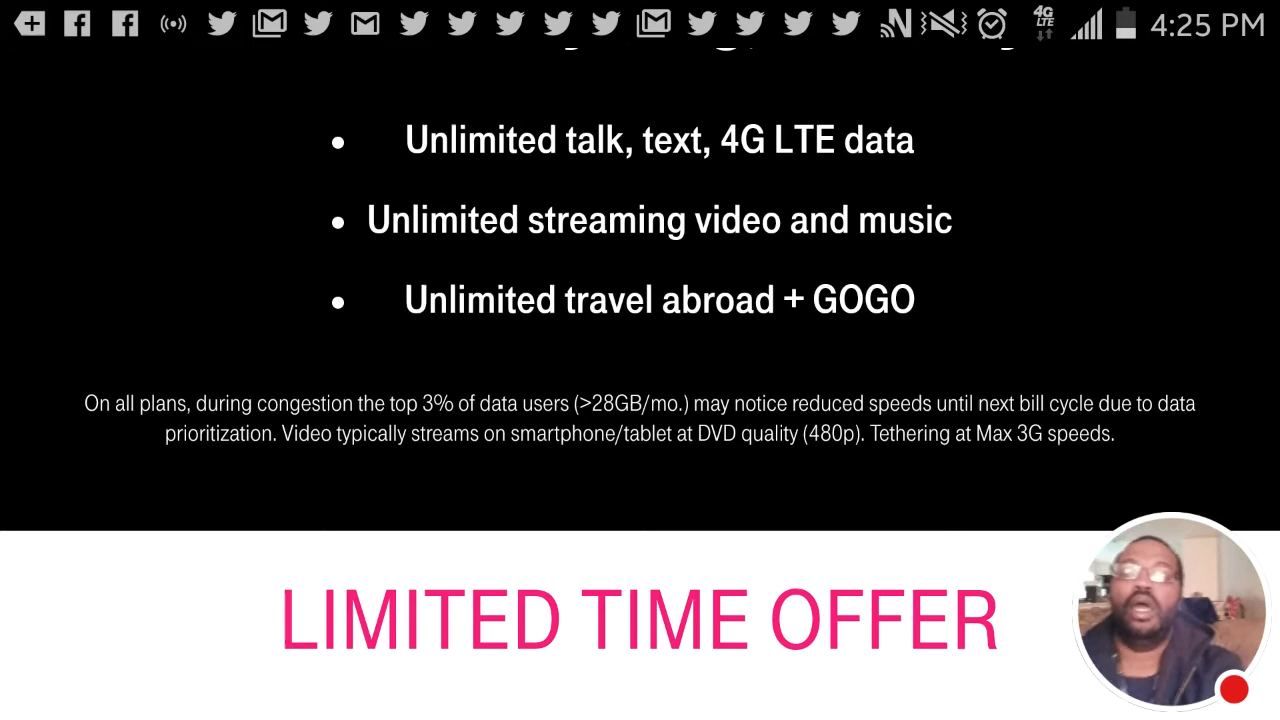 4G LTE 4:25 PM
Unlimited talk, text, 4G LTE data
Unlimited streaming video and music
Unlimited travel abroad + GOGO
On all plans, during congestion the top 3% of data users (>28GB/mo.) may notice reduced speeds until next bill cycle due to data
prioritization. Video typically streams on smartphone/tablet at DVD quality (480p). Tethering at Max 3G speeds.
LIMITED TIME OFFER